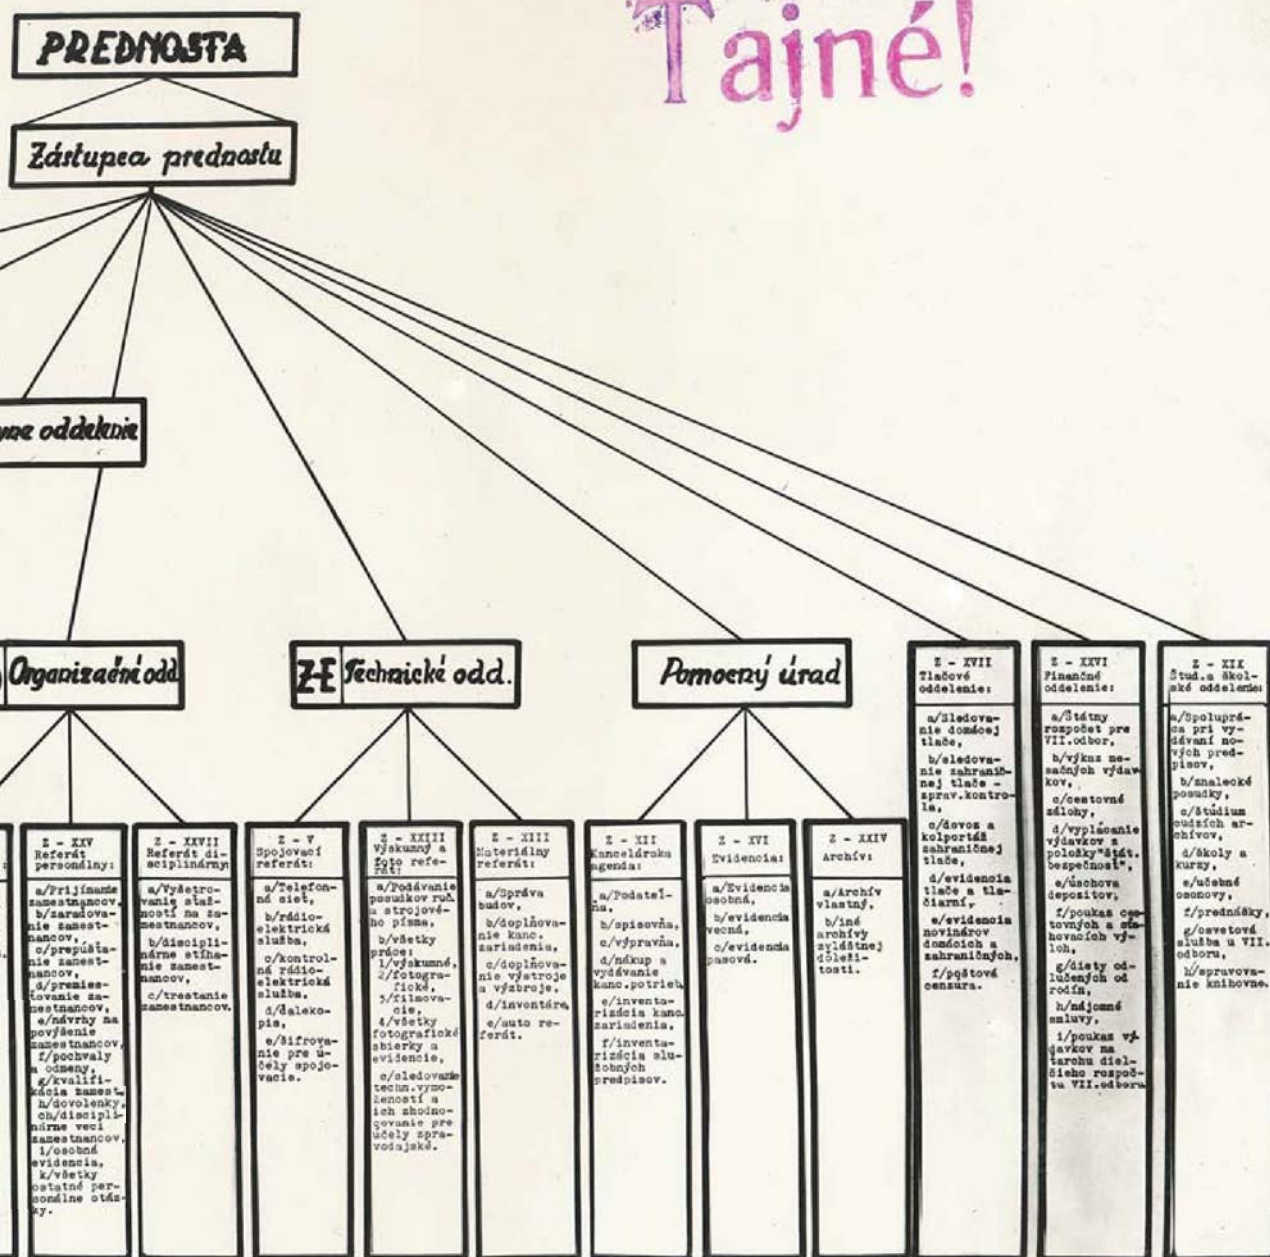 Tajné!
PREDNOSTA
Zástupca prednostu
oddelenie
Organizační odd
Z-E Technické odd.
Pomocný úrad
Z - XXV
Referát
personálny:
a/Prijímanie
zamestnancov,
b/zaraďova-
nie zamest-
nancov,
c/prepúšťa-
nie zamest-
nancov,
d/premies-
ťovanie za-
mestnancov,
e/návrhy na
povýšenie
zamestnancov,
f/pochvaly
a odmeny,
g/kvalifi-
kácia zamest.
h/dovolenky,
ch/discipli-
nárne veci
zamestnancov,
i/osobná
evidencia,
k/všetky
ostatné per-
sonálne otáz-
ky.
Z - XXVII
Referát di-
sciplinárny:
a/Vyšetro-
vanie sťaž-
ností na za-
mestnancov,
b/discipli-
nárne stíha-
nie zamest-
nancov,
c/trestanie
zamestnancov.
Z - V
Spojovací
referát:
a/Telefon-
ná sieť,
b/rádio-
elektrická
služba,
c/kontrol-
ná rádio-
elektrická
služba,
d/ďaleko-
pis,
e/šifrova-
nie pre ú-
čely spojo-
vacie.
Z - XXIII
Výskumný a
foto refe-
rát:
a/Podávanie
posudkov ruč.
a strojové-
ho písma,
b/všetky
práce:
1/výskumné,
2/fotogra-
fické,
3/filmova-
cie,
4/všetky
fotografické
sbierky a
evidencie,
c/sledovanie
techn.vymo-
žeností a
ich zhodno-
covanie pre
účely spra-
vodajské.
Z - XIII
Materiálny
referát:
a/Správa
budov,
b/doplňova-
nie kanc.
zariadenia,
c/doplňova-
nie výstroje
a výzbroje,
d/inventáre,
e/auto re-
ferát.
Z - XII
Kancelárska
agenda:
a/Podateľ-
ňa,
b/spisovňa,
c/výpravňa,
d/nákup a
vydávanie
kanc.potrieb,
e/inventa-
rizácia kanc.
zariadenia,
f/inventa-
rizácia slu-
žobných
predpisov.
Z - XVI
Evidencia:
a/Evidencia
osobná,
b/evidencia
vecná,
c/evidencia
pasová.
Z - XXIV
Archív:
a/Archív
vlastný,
b/iné
archívy
zvláštnej
dôleži-
tosti.
Z - XVII
Tlačové
oddelenie:
a/Sledova-
nie domácej
tlače,
b/sledova-
nie zahranič-
nej tlače -
zprav.kontro-
la,
c/dovoz a
kolportáž
zahraničnej
tlače,
d/evidencia
tlače a tla-
čiarní,
e/evidencia
novinárov
domácich a
zahraničných,
f/poštová
cenzura.
Z - XXVI
Finančné
oddelenie:
a/Štátny
rozpočet pre
VII.odbor,
b/výkaz me-
sačných výdav-
kov,
c/cestovné
zálohy,
d/vyplácanie
výdavkov z
položky"štát.
bezpečnosť",
e/úschova
depozitov,
f/poukaz ces-
tovných a sťa-
hovacích vý-
loh,
g/diety od-
lúčených od
rodín,
h/nájomné
smluvy,
i/poukaz vý-
davkov na
ťarchu diel-
čieho rozpoč-
tu VII.odboru
Z - XIX
Štud.a škol-
ské oddelenie:
a/Spoluprá-
ca pri vy-
dávaní no-
vých pred-
pisov,
b/znalecké
posudky,
c/štúdium
cudzích ar-
chívov,
d/školy a
kurzy,
e/učebné
osnovy,
f/prednášky,
g/osvetová
služba u VII.
odboru,
h/spravova-
nie knihovne.